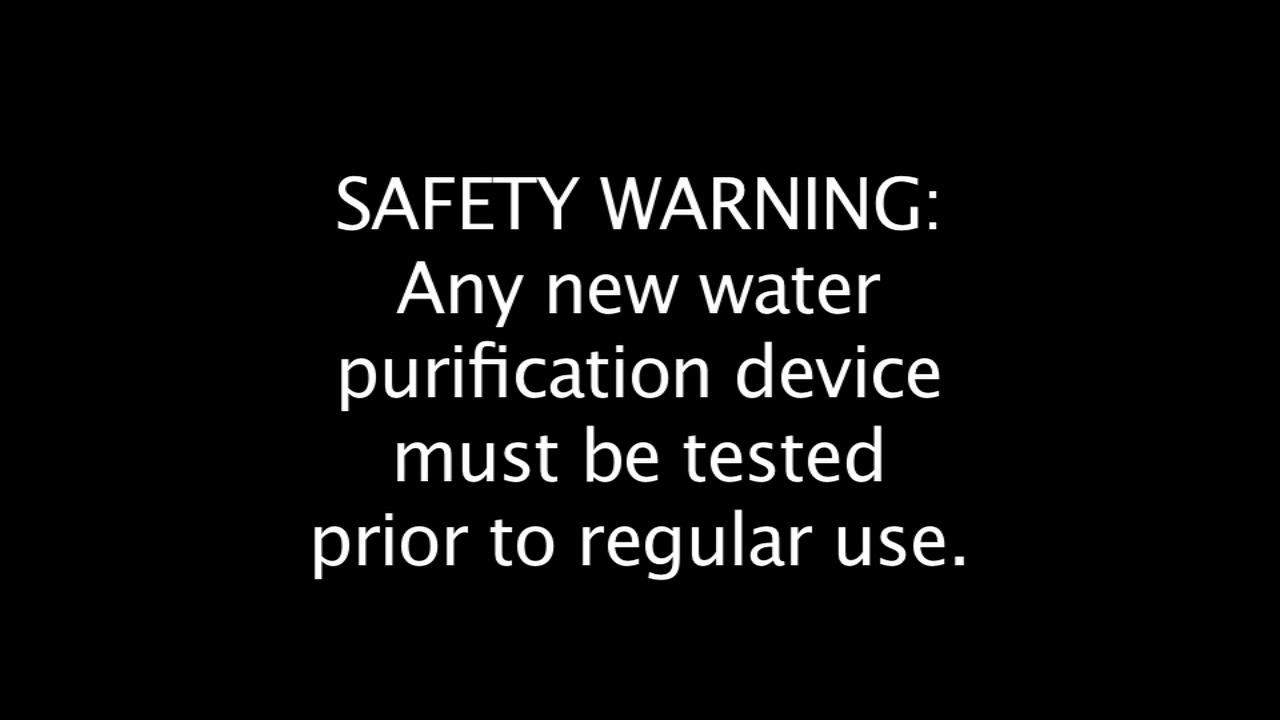 SAFETY WARNING:
Any new water
purification device
must be tested
prior to regular use.